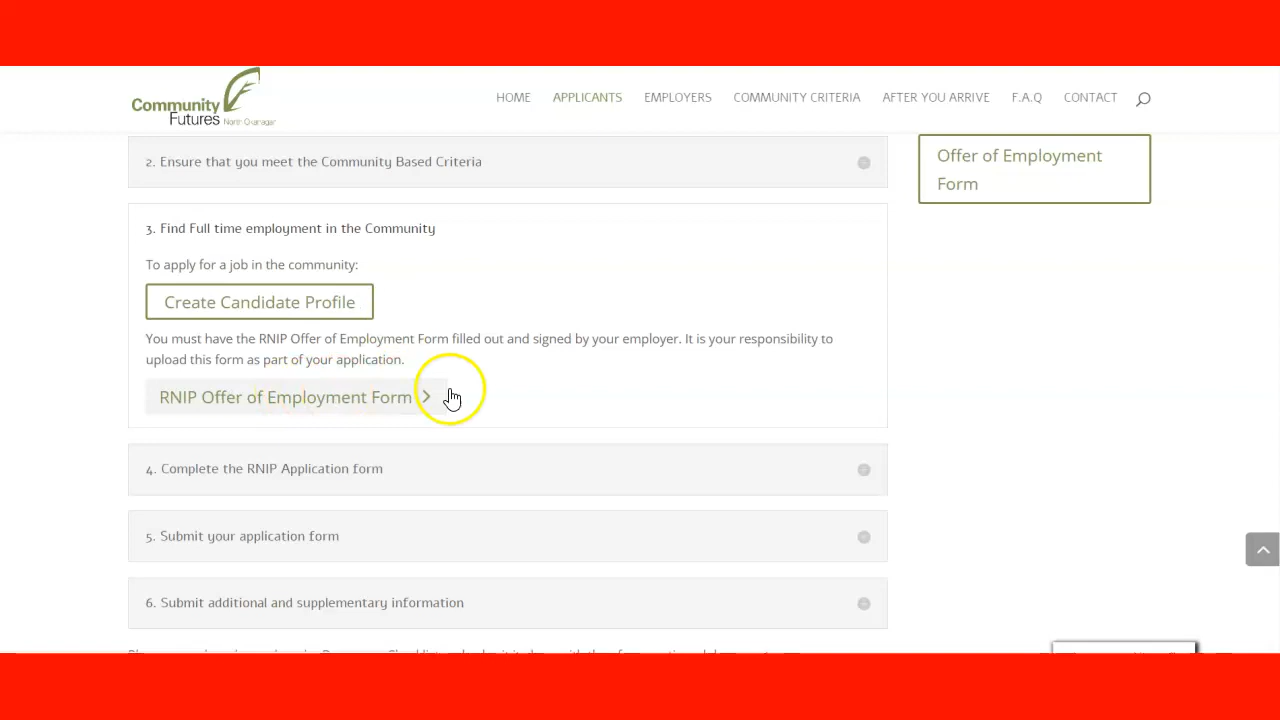 Community
Futures North Okanagan
HOME APPLICANTS EMPLOYERS COMMUNITY CRITERIA AFTER YOU ARRIVE F.A.Q CONTACT
2. Ensure that you meet the Community Based Criteria
Offer of Employment
Form
3. Find Full time employment in the Community
To apply for a job in the community:
Create Candidate Profile
You must have the RNIP Offer of Employment Form filled out and signed by your employer. It is your responsibility to
upload this form as part of your application.
RNIP Offer of Employment Form
4. Complete the RNIP Application form
5. Submit your application form
6. Submit additional and supplementary information